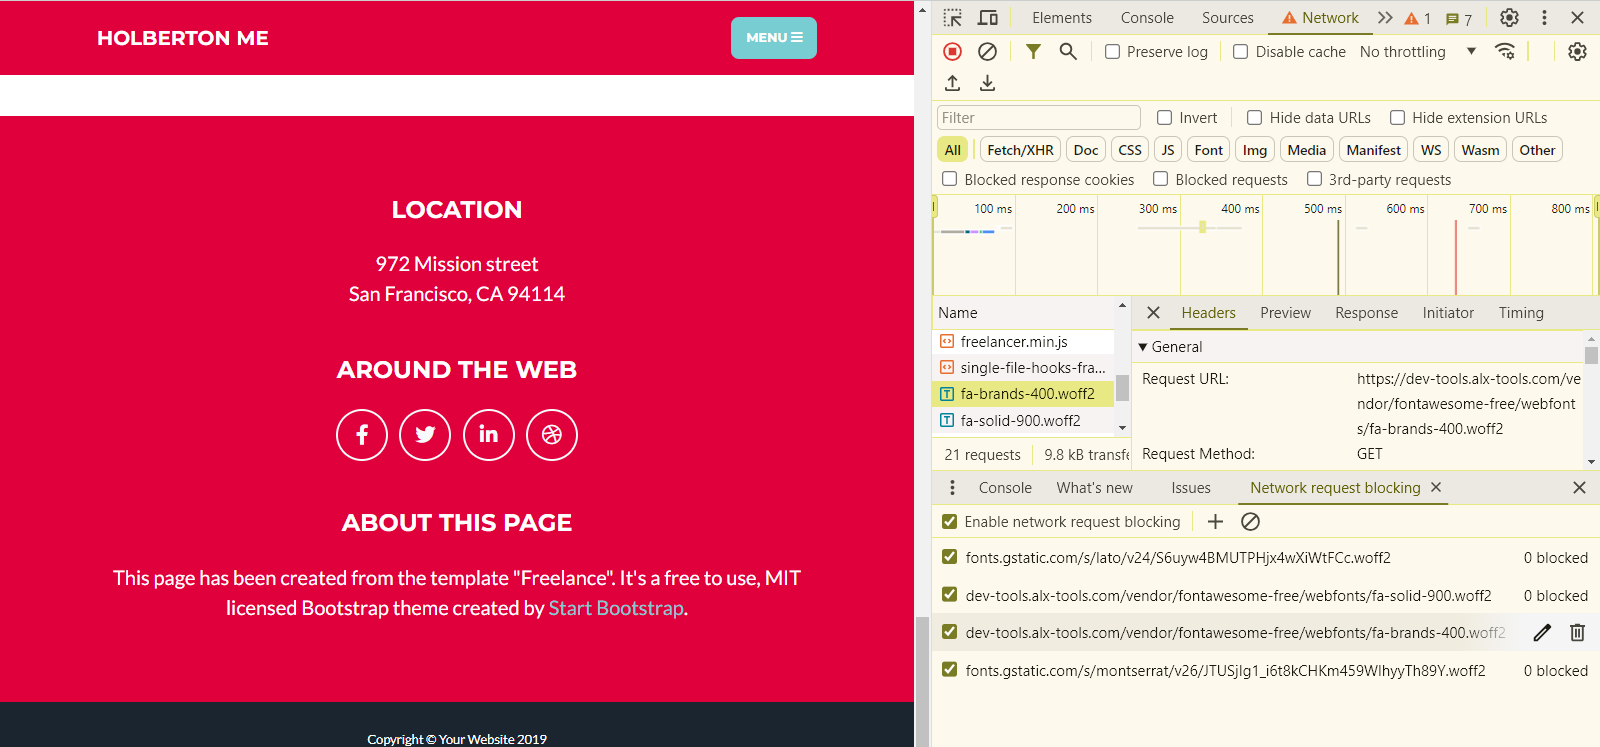 HOLBERTON ME
MENU
LOCATION
972 Mission street
San Francisco, CA 94114
AROUND THE WEB
ABOUT THIS PAGE
This page has been created from the template "Freelance". It's a free to use, MIT
licensed Bootstrap theme created by Start Bootstrap.
Copyright © Your Website 2019
Elements Console Sources Network 1 7
Preserve log Disable cache No throttling
Filter Invert Hide data URLs Hide extension URLs
All Fetch/XHR Doc CSS JS Font Img Media Manifest WS Wasm Other
Blocked response cookies Blocked requests 3rd-party requests
100 ms 200 ms 300 ms 400 ms 500 ms 600 ms 700 ms 800 ms
Name
freelancer.min.js
single-file-hooks-fra...
fa-brands-400.woff2
fa-solid-900.woff2
21 requests 9.8 kB transfe
Headers Preview Response Initiator Timing
General
Request URL: https://dev-tools.alx-tools.com/ve
ndor/fontawesome-free/webfont
s/fa-brands-400.woff2
Request Method: GET
Console What's new Issues Network request blocking
Enable network request blocking
fonts.gstatic.com/s/lato/v24/S6uyw4BMUTPHjx4wXiWtFCc.woff2 0 blocked
dev-tools.alx-tools.com/vendor/fontawesome-free/webfonts/fa-solid-900.woff2 0 blocked
dev-tools.alx-tools.com/vendor/fontawesome-free/webfonts/fa-brands-400.woff2
fonts.gstatic.com/s/montserrat/v26/JTUSjIg1_i6t8kCHKm459WlhyyTh89Y.woff2 0 blocked